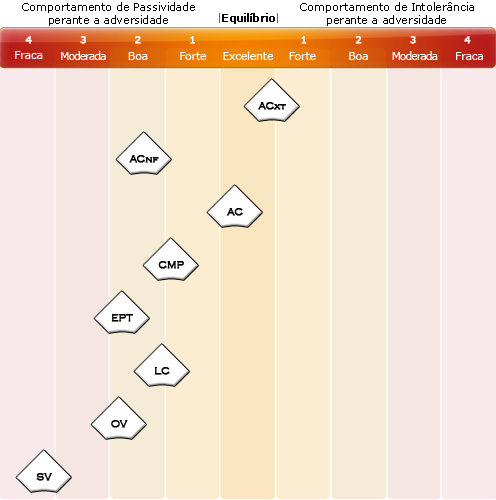 Comportamento de Passividade
perante a adversidade
|Equilíbrio|
Comportamento de Intolerância
perante a adversidade
4 3 2 1 1 2 3 4
Fraca Moderada Boa Forte Excelente Forte Boa Moderada Fraca
ACXT
ACNF
AC
CMP
EPT
LC
OV
SV